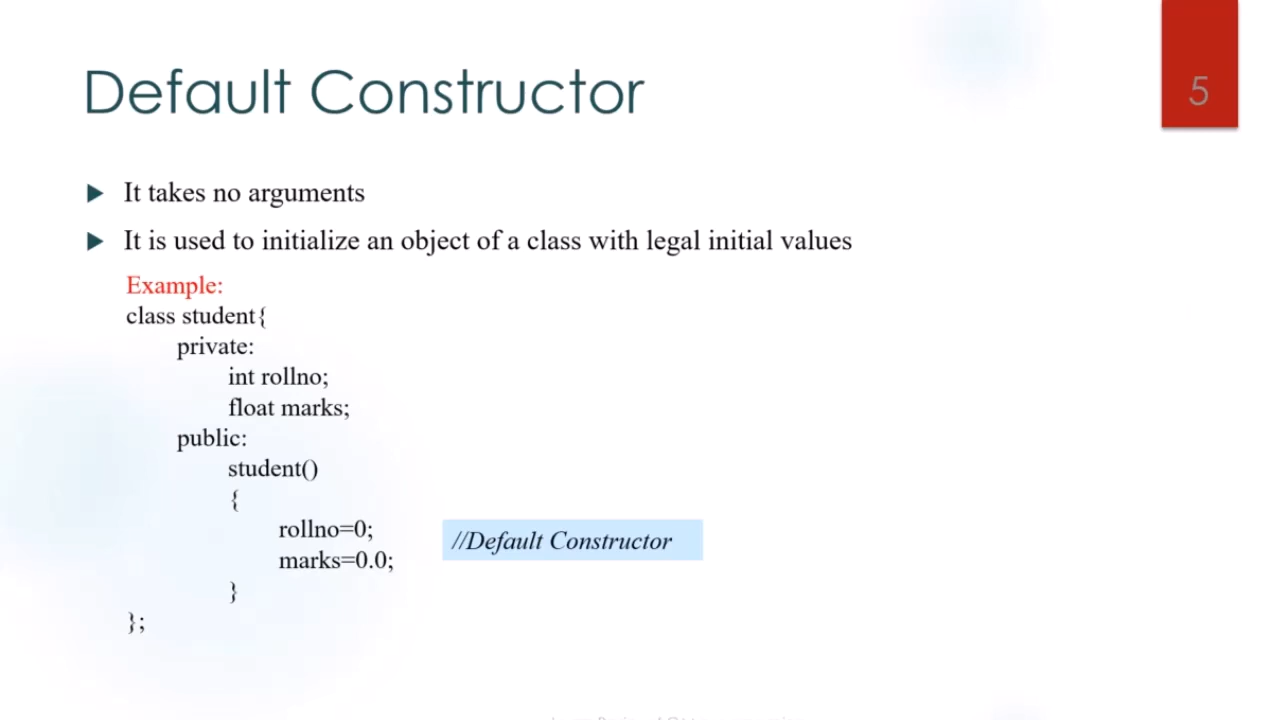 Default Constructor
5
It takes no arguments
It is used to initialize an object of a class with legal initial values
Example:
class student{
private:
int rollno;
float marks;
public:
student()
{
rollno=0;
//Default Constructor
marks=0.0;
}
};